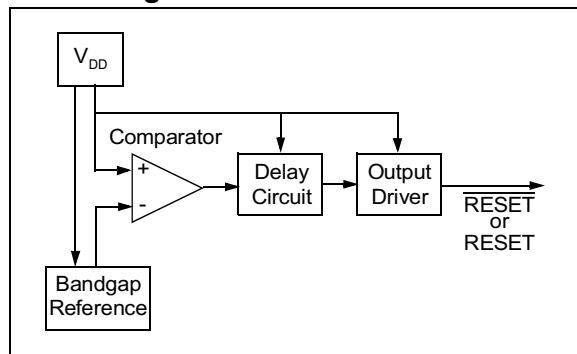 V_DD
Comparator
+
-
Delay
Circuit
Output
Driver
RESET
or
RESET
Bandgap
Reference